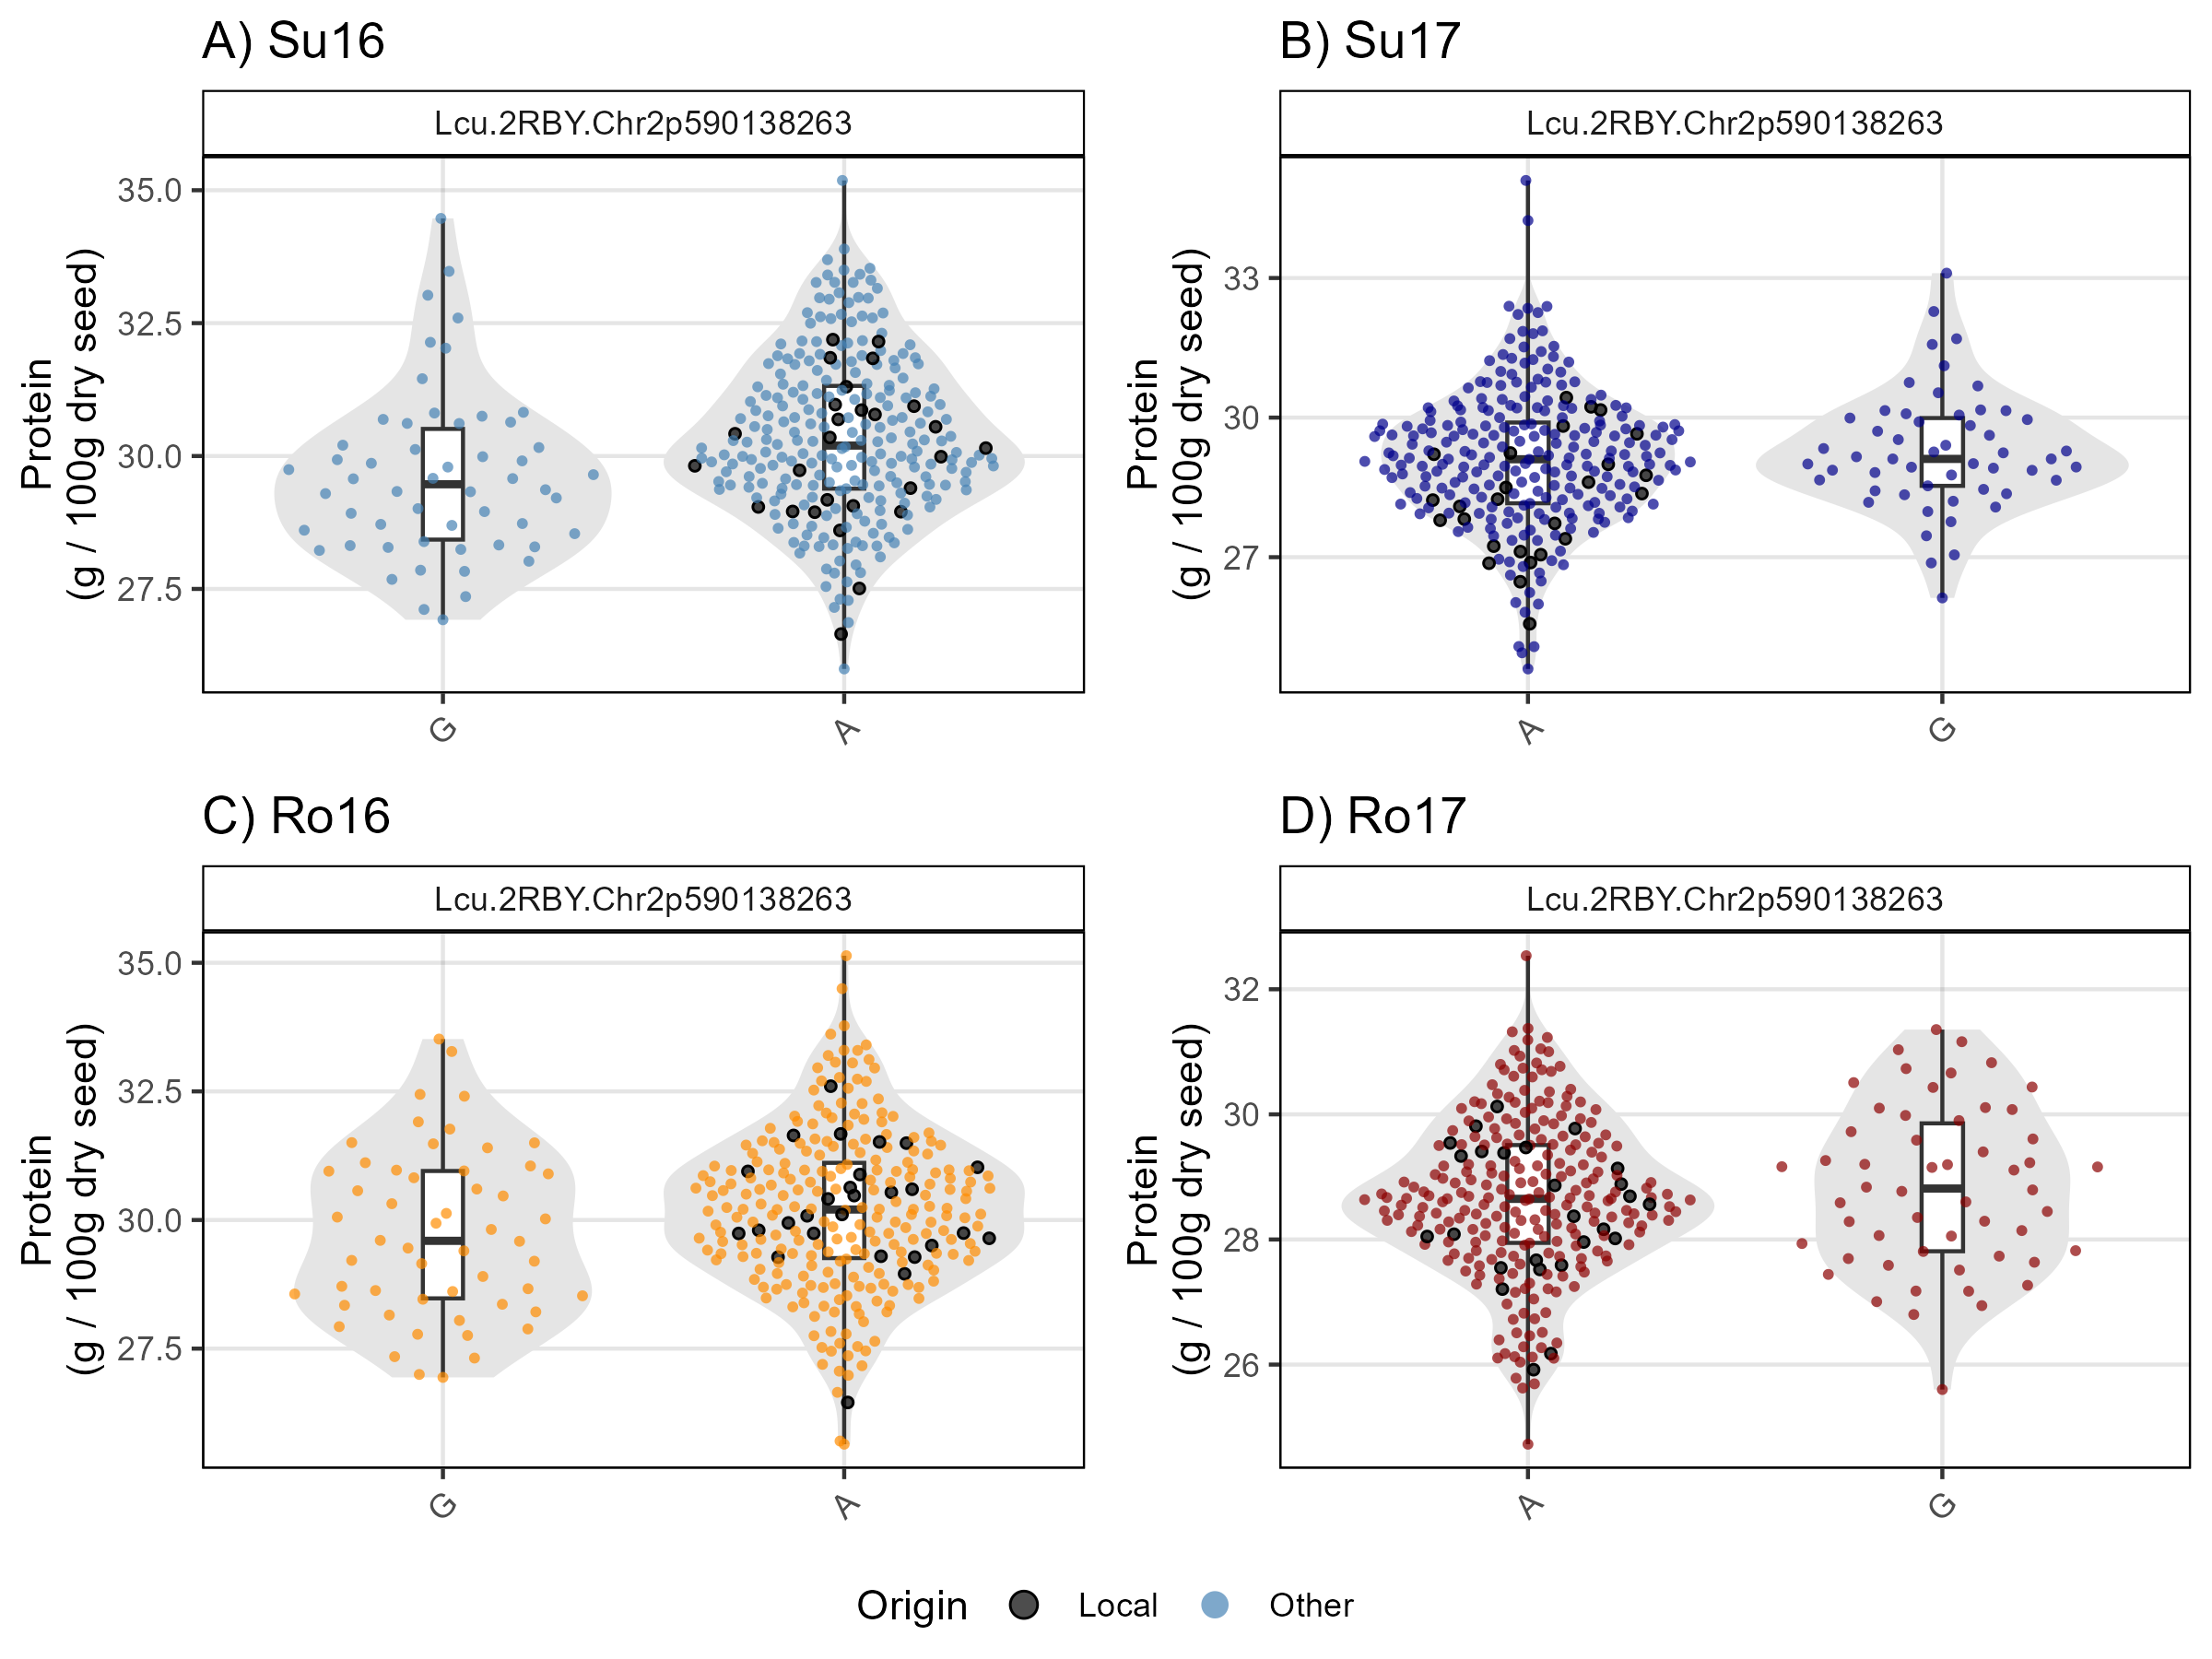 A) Su16
Lcu.2RBY.Chr2p590138263
Protein
(g / 100g dry seed)
35.0
32.5
30.0
27.5
G
A
B) Su17
Lcu.2RBY.Chr2p590138263
Protein
(g / 100g dry seed)
33
30
27
A
G
C) Ro16
Lcu.2RBY.Chr2p590138263
Protein
(g / 100g dry seed)
35.0
32.5
30.0
27.5
G
A
D) Ro17
Lcu.2RBY.Chr2p590138263
Protein
(g / 100g dry seed)
32
30
28
26
A
G
Origin Local Other